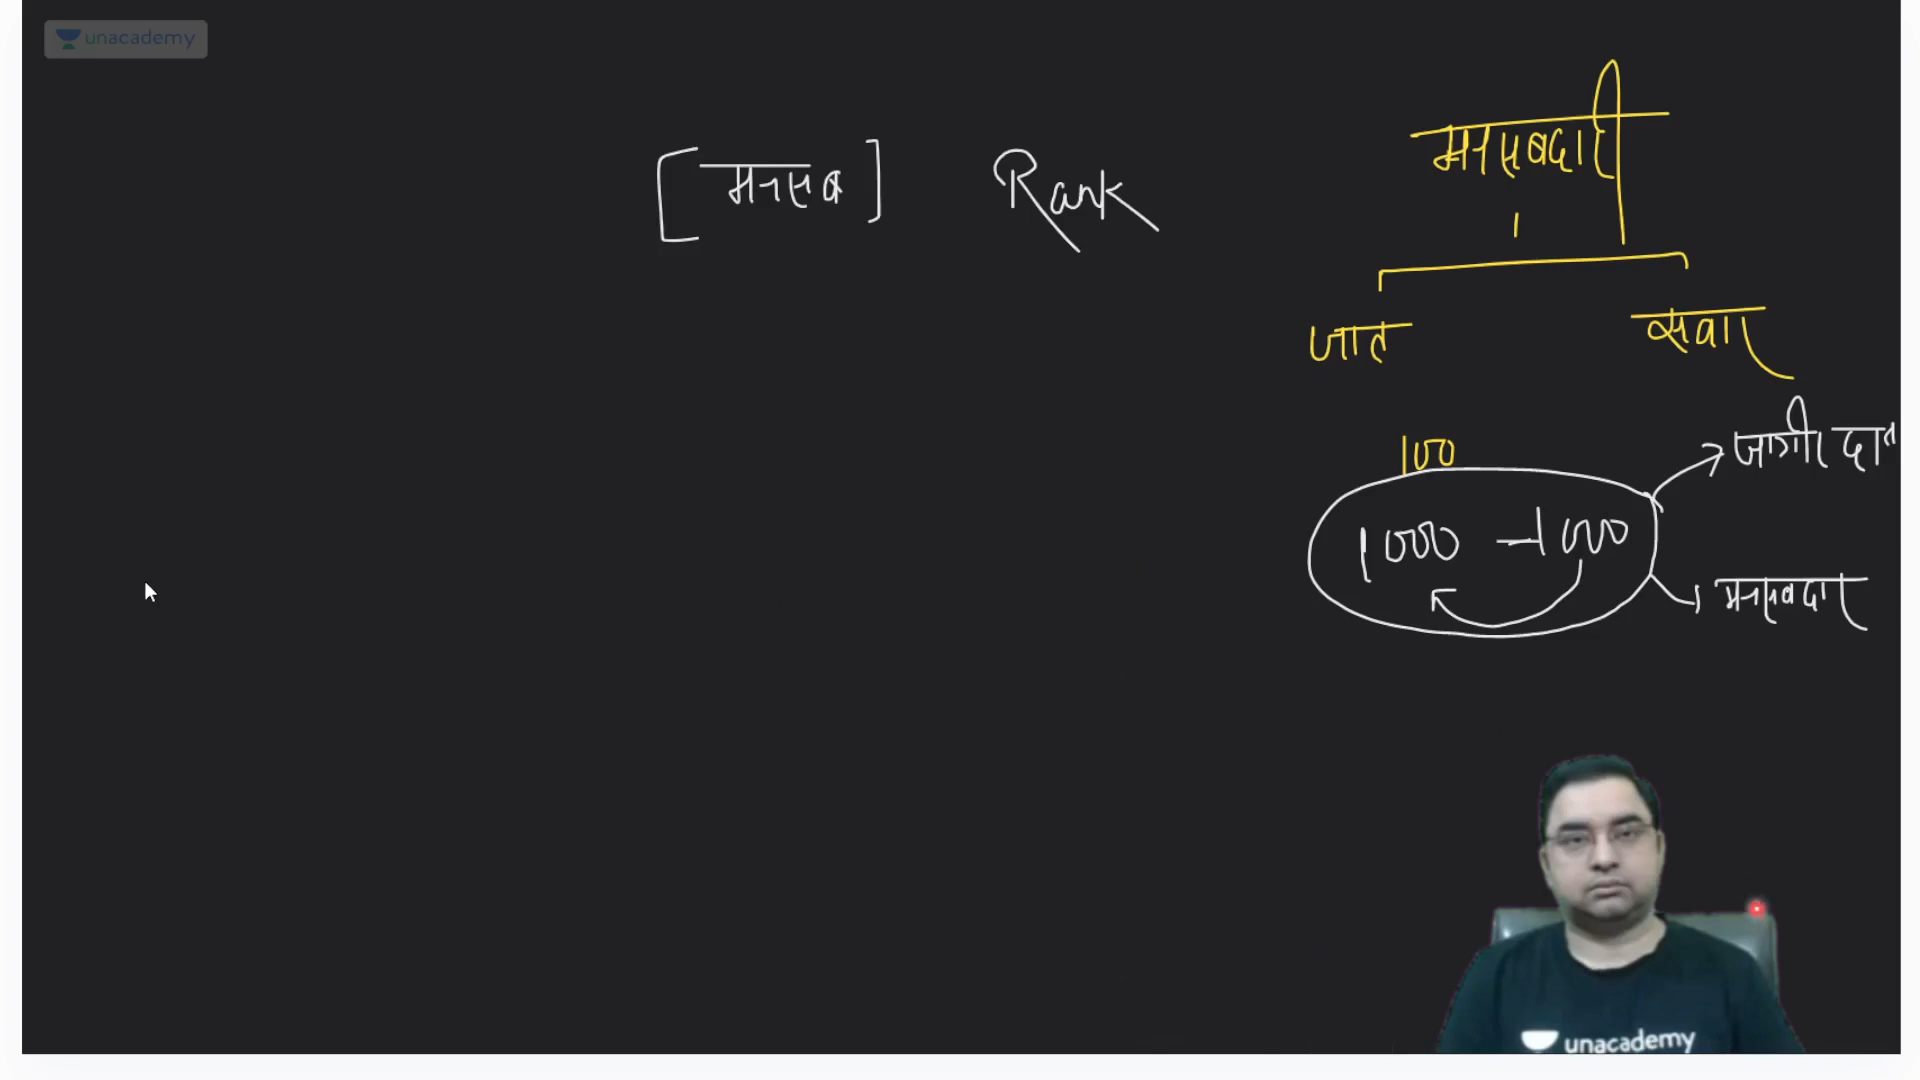 unacademy
[मनसब] Rank
मनसबदारी
जात सवार
100
1000 - 1000
जागीरदार
मनसबदार
unacademy